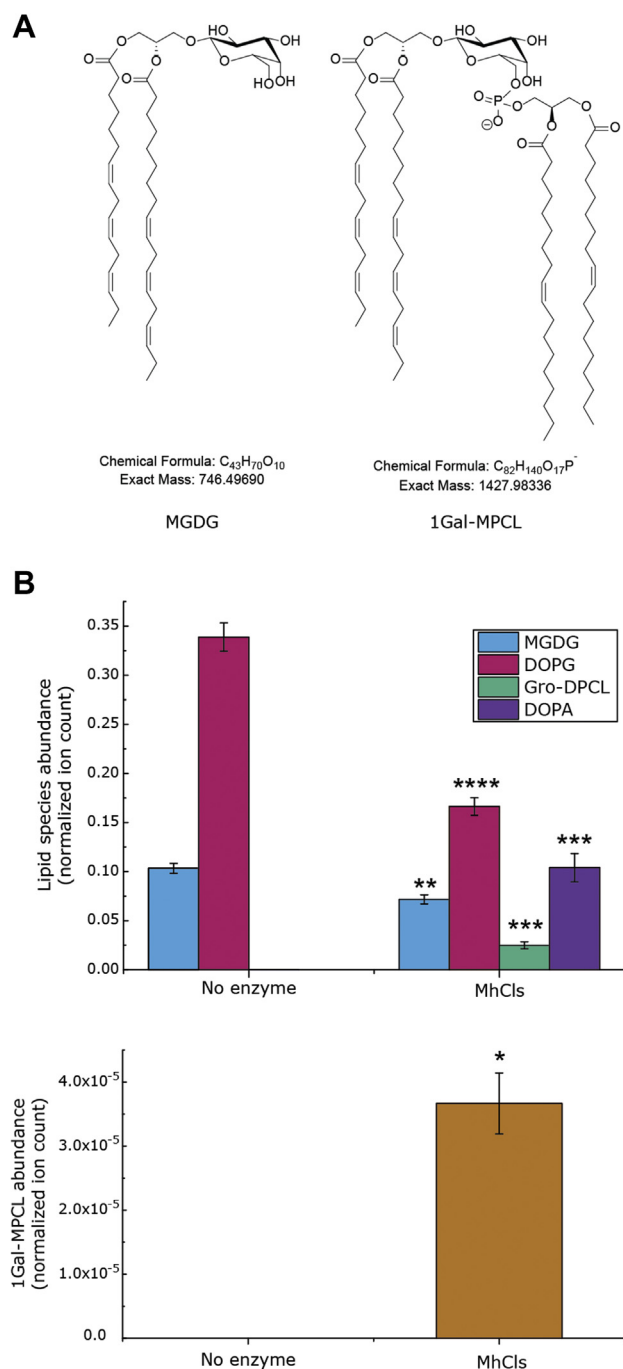 A
O
O
O
O
O
HO
OH
O
OH
HO
MGDG
Chemical Formula: C₄₃H₇₀O₁₀
Exact Mass: 746.49690
Chemical Formula: C₈₂H₁₄₀O₁₇P⁻
Exact Mass: 1427.98336
1Gal-MPCL
B
Lipid species abundance
(normalized ion count)
0.35
0.30
0.25
0.20
0.15
0.10
0.05
0.00
MGDG
DOPG
Gro-DPCL
DOPA
**
****
***
***
No enzyme
MhCls
1Gal-MPCL abundance
(normalized ion count)
4.0x10⁻⁵
3.0x10⁻⁵
2.0x10⁻⁵
1.0x10⁻⁵
0.0
*
No enzyme
MhCls